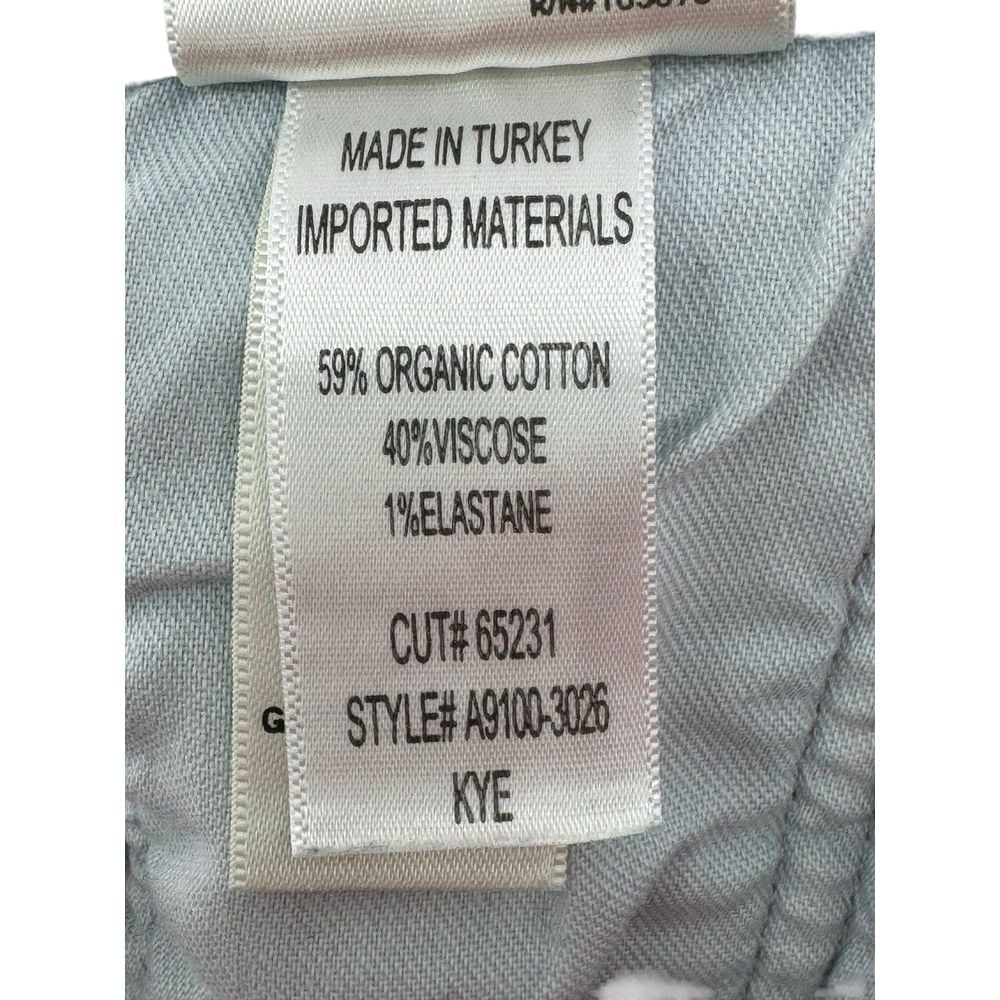 MADE IN TURKEY
IMPORTED MATERIALS
59% ORGANIC COTTON
40%VISCOSE
1%ELASTANE
CUT# 65231
STYLE# A9100-3026
G
KYE